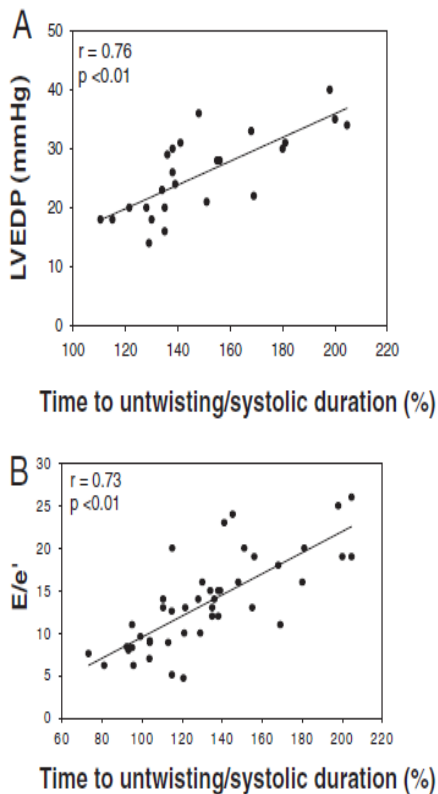 A
r = 0.76
p <0.01
LVEDP (mmHg)
50
40
30
20
10
0
100 120 140 160 180 200 220
Time to untwisting/systolic duration (%)
B
r = 0.73
p <0.01
E/e'
30
25
20
15
10
5
0
60 80 100 120 140 160 180 200 220
Time to untwisting/systolic duration (%)